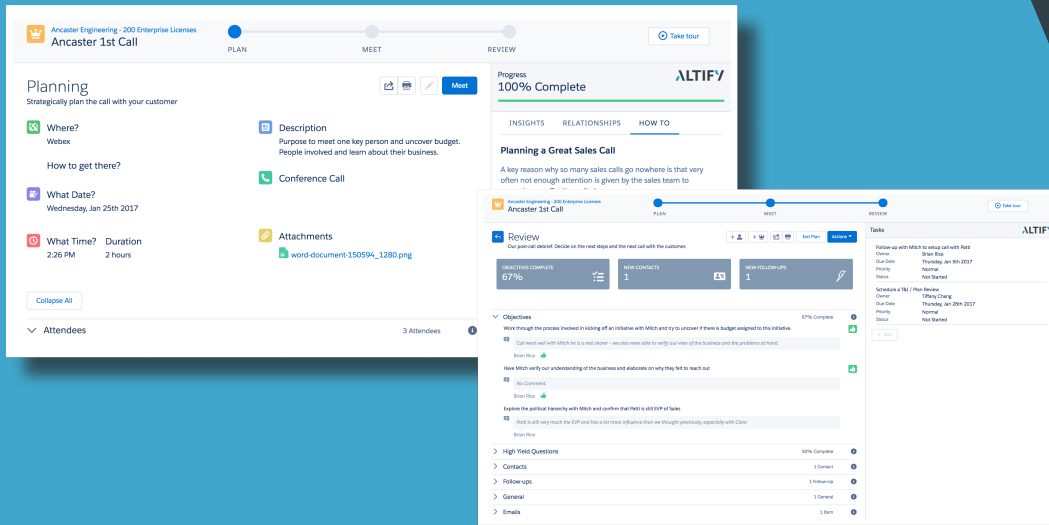 Ancaster Engineering - 200 Enterprise Licenses
Ancaster 1st Call
PLAN
MEET
REVIEW
Take tour
Planning
Strategically plan the call with your customer
Meet
Where?
Webex
How to get there?
What Date?
Wednesday, Jan 25th 2017
What Time? Duration
2:26 PM 2 hours
Collapse All
Attendees
3 Attendees
Description
Purpose to meet one key person and uncover budget.
People involved and learn about their business.
Conference Call
Attachments
word-document-150594_1280.png
Progress
100% Complete
ALTIFY
INSIGHTS RELATIONSHIPS HOW TO
Planning a Great Sales Call
A key reason why so many sales calls go nowhere is that very
often not enough attention is given by the sales team to
Ancaster Engineering - 200 Enterprise Licenses
Ancaster 1st Call
PLAN
MEET
REVIEW
Take tour
Review
Our post-call debrief. Decide on the next steps and the next call with the customes
Edit Plan
Actions
OBJECTIVES COMPLETE
67%
NEW CONTACTS
1
NEW FOLLOW-UPS
1
Objectives
67% Complete
Work through the process involved in kicking off an initiative with Mitch and try to uncover if there is budget assigned to this initiative.
Call went well with Mitch he is a real sharer – we also were able to verify our view of the business and the problems at hand.
Brian Rice
Have Mitch verify our understanding of the business and elaborate on why they felt to reach out
No Comment.
Brian Rice
Explore the political hierarchy with Mitch and confirm that Patti is still EVP of Sales
Patti is still very much the EVP and has a lot more influence than we thought previously, especially with Clara
Brian Rice
High Yield Questions
50% Complete
Contacts
1 Contact
Follow-ups
1 Follow-Up
General
1 General
Emails
1 Item
Tasks
ALTIFY
Follow-up with Mitch to setup call with Patti
Owner Brian Rice
Due Date Thursday, Jan 5th 2017
Priority Normal
Status Not Started
Schedule a T&I / Plan Review
Owner Tiffany Chang
Due Date Thursday, Jan 26th 2017
Priority Normal
Status Not Started
+ Task